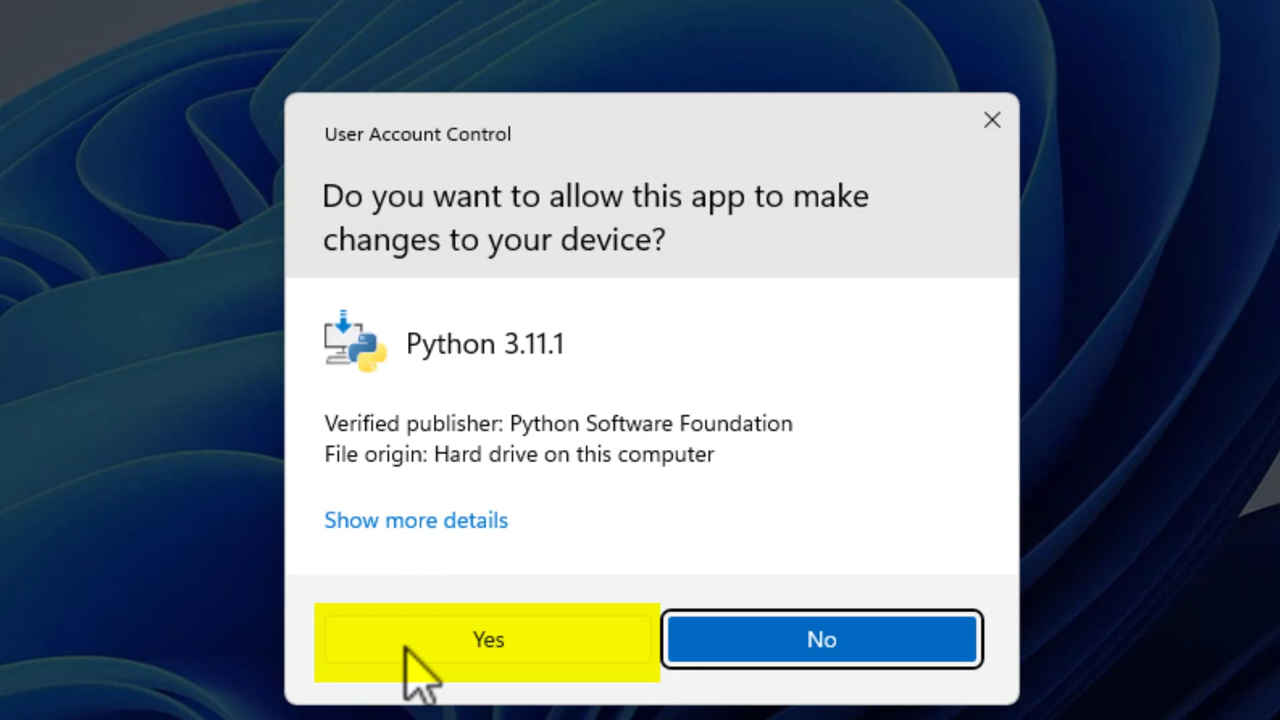 User Account Control
Do you want to allow this app to make
changes to your device?
Python 3.11.1
Verified publisher: Python Software Foundation
File origin: Hard drive on this computer
Show more details
Yes
No